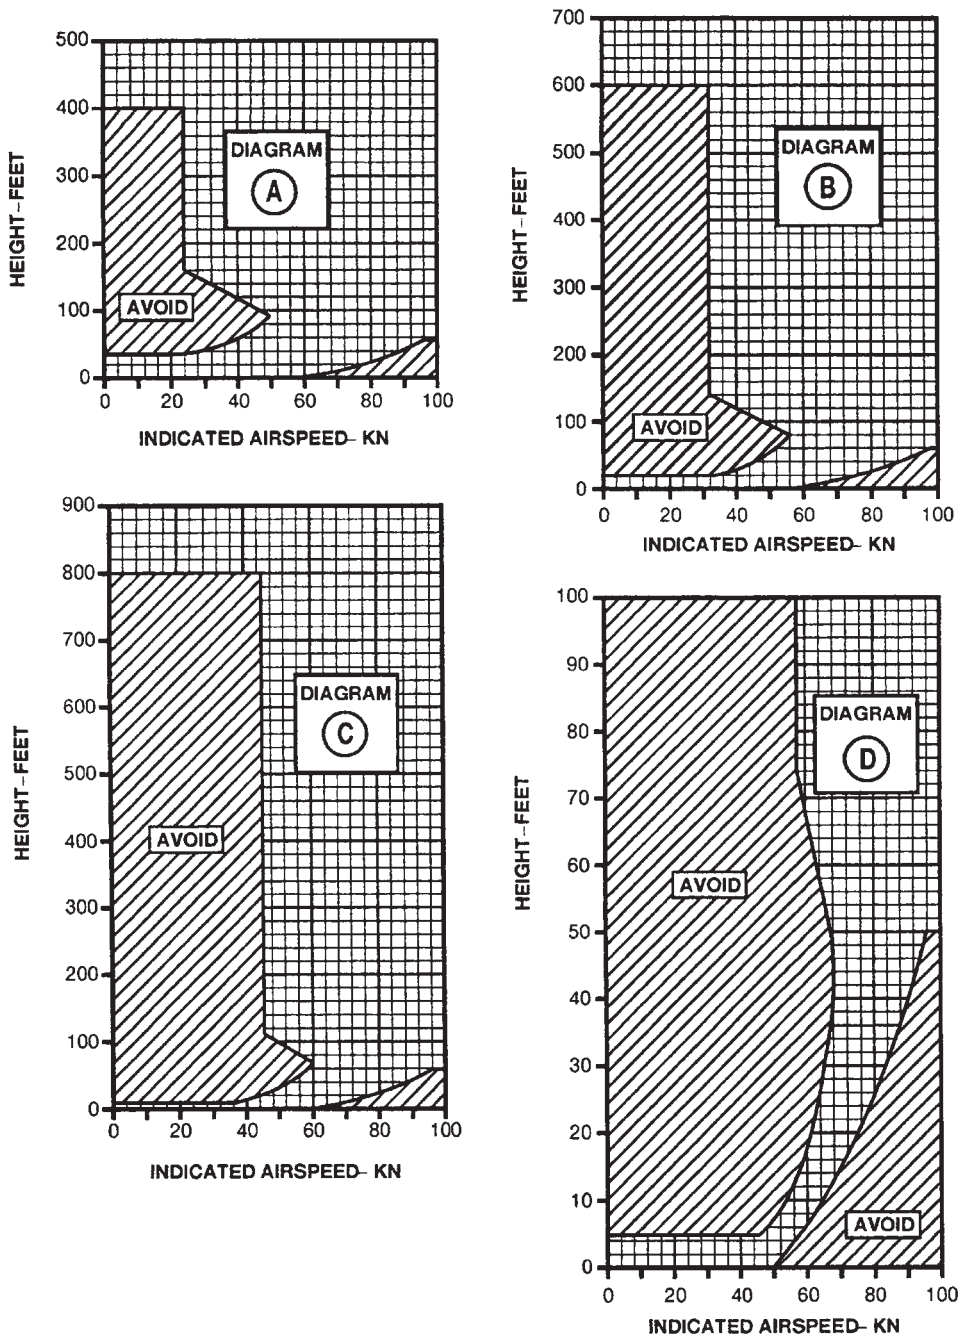 500
400
300
200
100
0
HEIGHT–FEET
DIAGRAM
A
AVOID
0 20 40 60 80 100
INDICATED AIRSPEED– KN
700
600
500
400
300
200
100
0
HEIGHT–FEET
DIAGRAM
B
AVOID
0 20 40 60 80 100
INDICATED AIRSPEED– KN
900
800
700
600
500
400
300
200
100
0
HEIGHT–FEET
DIAGRAM
C
AVOID
0 20 40 60 80 100
INDICATED AIRSPEED– KN
100
90
80
70
60
50
40
30
20
10
0
HEIGHT–FEET
DIAGRAM
D
AVOID
AVOID
0 20 40 60 80 100
INDICATED AIRSPEED– KN